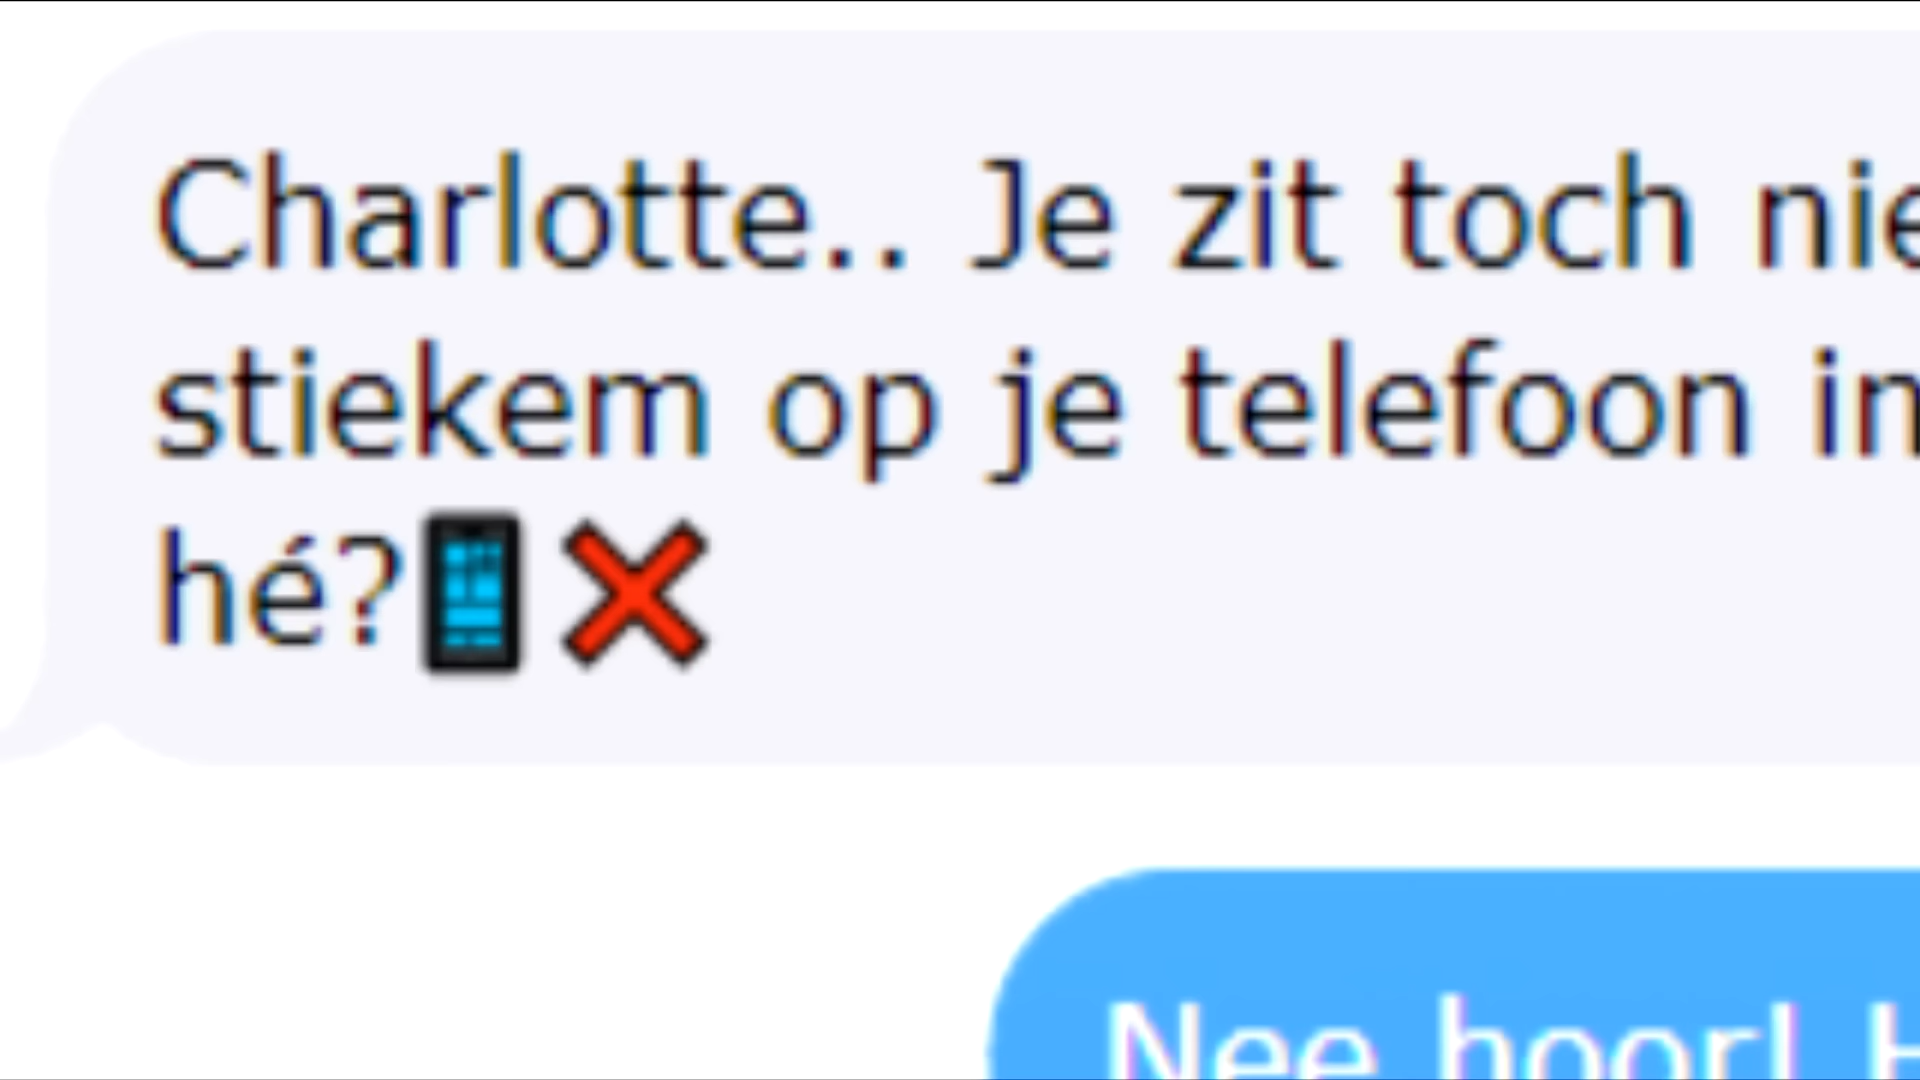 Charlotte.. Je zit toch nie
stiekem op je telefoon in
hé?📱❌
Nee hoor! H